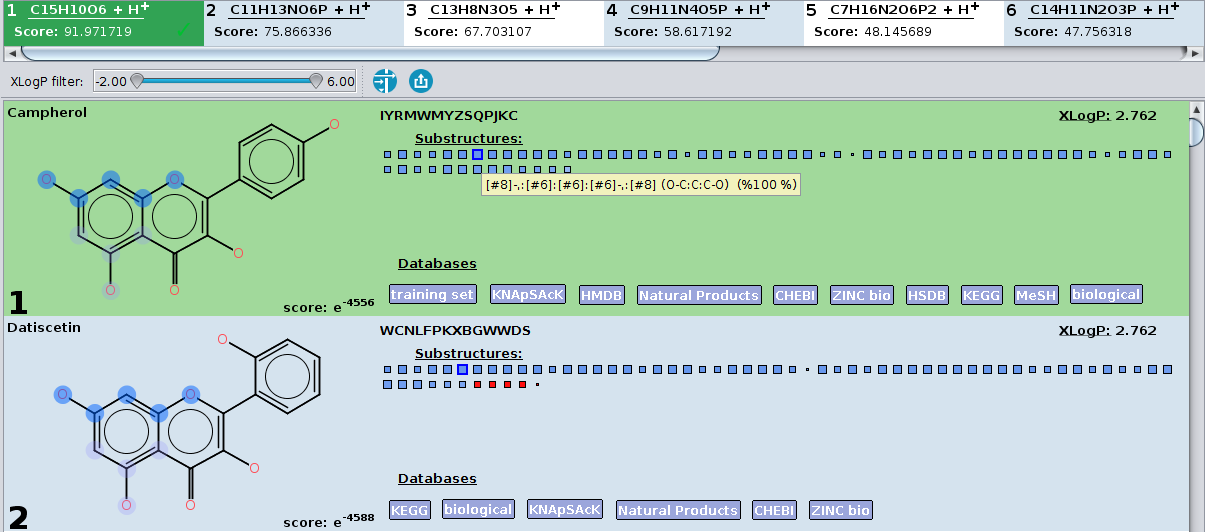 1 C15H10O6 + H+
Score: 91.971719
2 C11H13NO6P + H+
Score: 75.866336
3 C13H8N3O5 + H+
Score: 67.703107
4 C9H11N4O5P + H+
Score: 58.617192
5 C7H16N2O6P2 + H+
Score: 48.145689
6 C14H11N2O3P + H+
Score: 47.756318
XLogP filter: -2.00 6.00
Campherol
IYRMWMYZSQPJKC
XLogP: 2.762
Substructures:
[#8]-,:[#6]:[#6]:[#6]-,:[#8] (O-C:C:C-O) (%100 %)
O
O
O
O
O
O
Databases
training set KNApSAcK HMDB Natural Products CHEBI ZINC bio HSDB KEGG MeSH biological
1
score: e-4556
Datiscetin
WCNLFPKXBGWWDS
XLogP: 2.762
Substructures:
O
O
O
O
O
O
Databases
KEGG biological KNApSAcK Natural Products CHEBI ZINC bio
2
score: e-4588